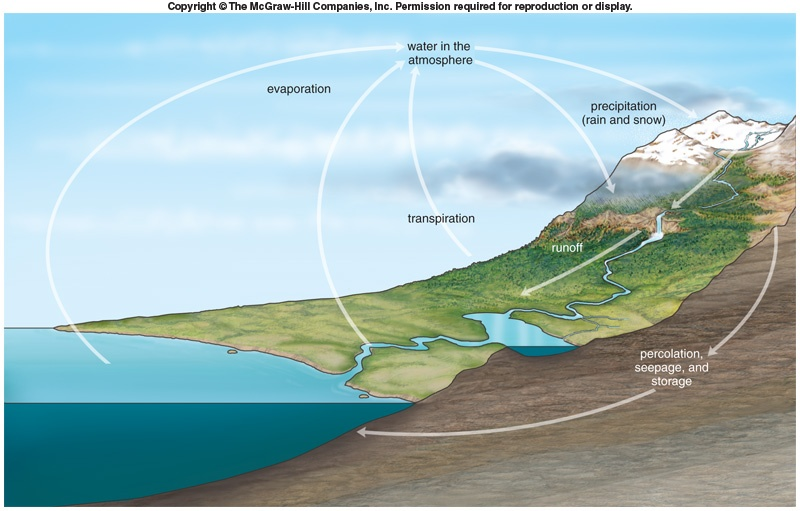 Copyright © The McGraw-Hill Companies, Inc. Permission required for reproduction or display.
water in the
atmosphere
evaporation
precipitation
(rain and snow)
transpiration
runoff
percolation,
seepage, and
storage